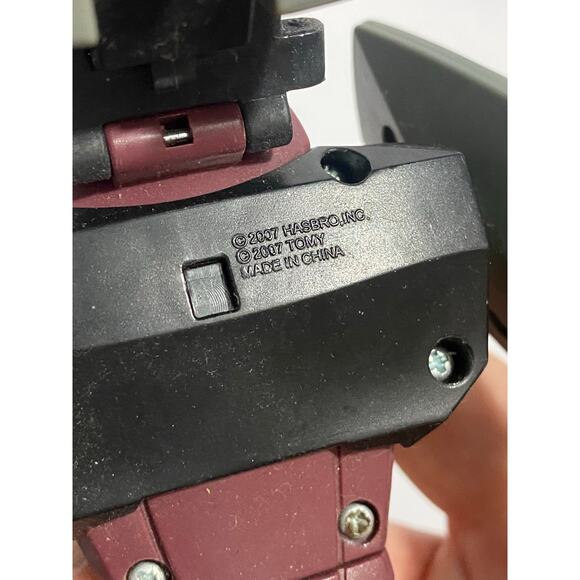 © 2007 HASBRO, INC.
© 2007 TOMY
MADE IN CHINA